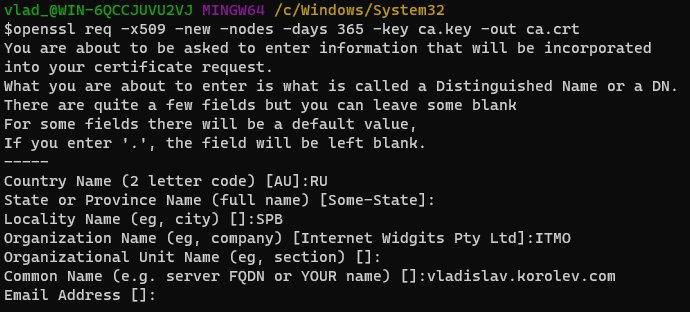 vlad_@WIN-6QCCJUVU2VJ MINGW64 /c/Windows/System32
$openssl req -x509 -new -nodes -days 365 -key ca.key -out ca.crt
You are about to be asked to enter information that will be incorporated
into your certificate request.
What you are about to enter is what is called a Distinguished Name or a DN.
There are quite a few fields but you can leave some blank
For some fields there will be a default value,
If you enter '.', the field will be left blank.
-----
Country Name (2 letter code) [AU]:RU
State or Province Name (full name) [Some-State]:
Locality Name (eg, city) []:SPB
Organization Name (eg, company) [Internet Widgits Pty Ltd]:ITMO
Organizational Unit Name (eg, section) []:
Common Name (e.g. server FQDN or YOUR name) []:vladislav.korolev.com
Email Address []: